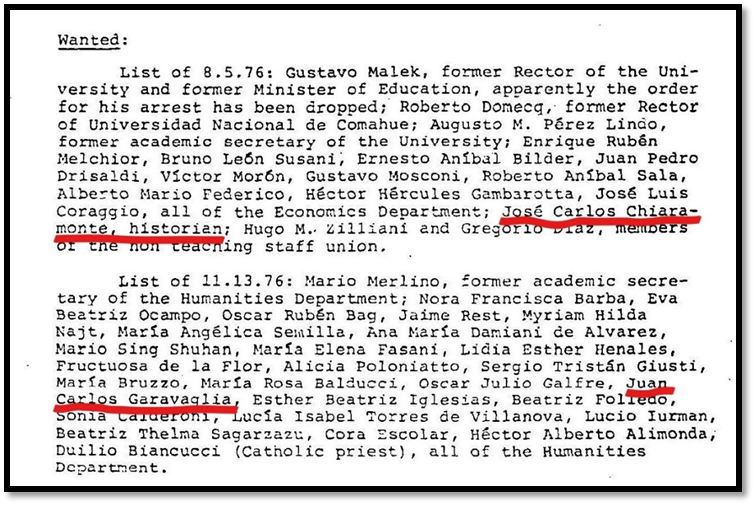 Wanted:
List of 8.5.76: Gustavo Malek, former Rector of the Uni-
versity and former Minister of Education, apparently the order
for his arrest has been dropped; Roberto Domecq, former Rector
of Universidad Nacional de Comahue; Augusto M. Pérez Lindo,
former academic secretary of the University; Enrique Rubén
Melchior, Bruno León Susani, Ernesto Aníbal Bilder, Juan Pedro
Drisaldi, Víctor Morón, Gustavo Mosconi, Roberto Aníbal Sala,
Alberto Mario Federico, Héctor Hércules Gambarotta, José Luis
Coraggio, all of the Economics Department; José Carlos Chiara-
monte, historian; Hugo M. Zilliani and Gregorio Díaz, members
of the non teaching staff union.
List of 11.13.76: Mario Merlino, former academic secre-
tary of the Humanities Department; Nora Francisca Barba, Eva
Beatriz Ocampo, Oscar Rubén Bag, Jaime Rest, Myriam Hilda
Najt, María Angélica Semilla, Ana María Damiani de Alvarez,
Mario Sing Shuhan, María Elena Fasani, Lidia Esther Henales,
Fructuosa de la Flor, Alicia Poloniatto, Sergio Tristán Giusti,
María Bruzzo, María Rosa Balducci, Oscar Julio Galfre, Juan
Carlos Garavaglia, Esther Beatriz Iglesias, Beatriz Folledo,
Sonia Calderoni, Lucía Isabel Torres de Villanova, Lucio Iurman,
Beatriz Thelma Sagarzazu, Cora Escolar, Héctor Alberto Alimonda,
Duilio Biancucci (Catholic priest), all of the Humanities
Department.